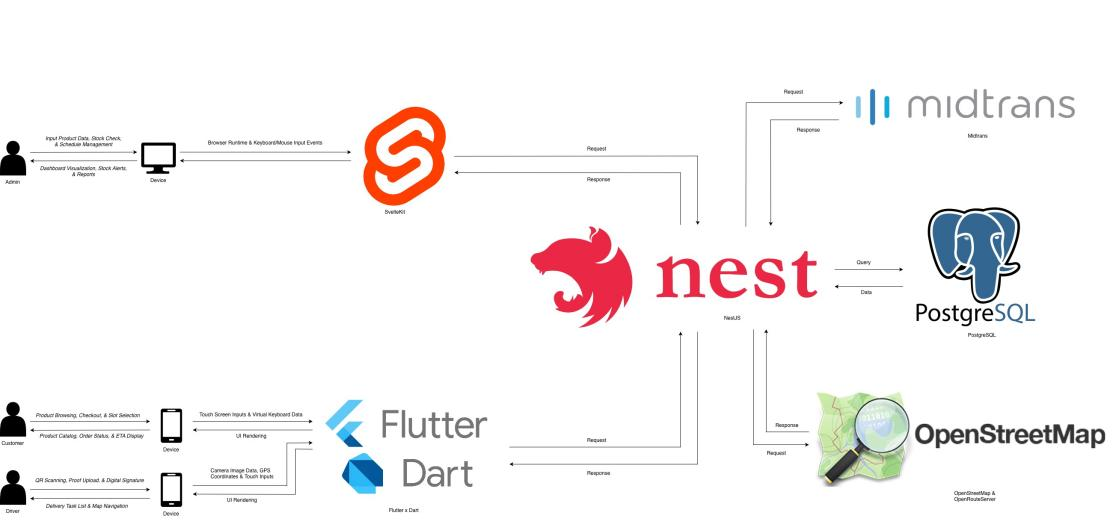 Request
midtrans
Response
Midtrans
Input Product Data, Stock Check,
& Schedule Management
Browser Runtime & Keyboard/Mouse Input Events
Request
Dashboard Visualization, Stock Alerts,
& Reports
Admin
Device
Response
SvelteKit
nest
Query
Data
NestJS
PostgreSQL
PostgreSQL
Product Browsing, Checkout, & Slot Selection
Touch Screen Inputs & Virtual Keyboard Data
Product Catalog, Order Status, & ETA Display
UI Rendering
Customer
Device
Flutter
Dart
Request
Response
Response
Request
011810
OpenStreetMap
QR Scanning, Proof Upload, & Digital Signature
Camera Image Data, GPS
Coordinates & Touch Inputs
Delivery Task List & Map Navigation
UI Rendering
Driver
Device
Flutter x Dart
OpenStreetMap &
OpenRouteServer